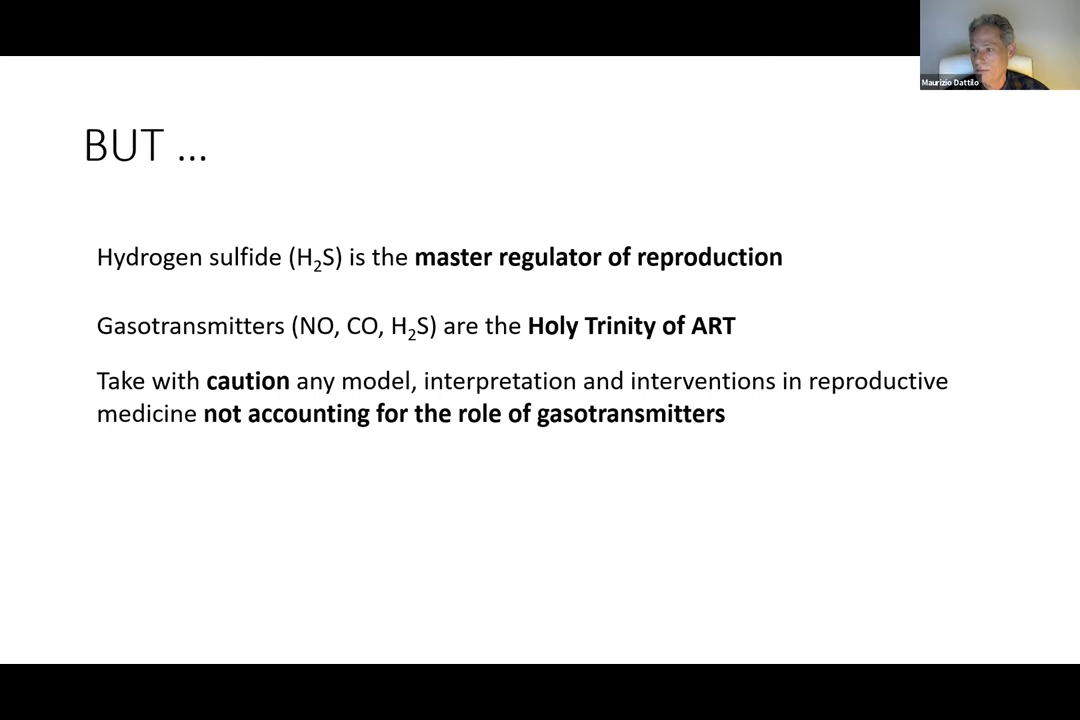 Maurizio Dattilo
BUT ...
Hydrogen sulfide (H₂S) is the master regulator of reproduction
Gasotransmitters (NO, CO, H₂S) are the Holy Trinity of ART
Take with caution any model, interpretation and interventions in reproductive
medicine not accounting for the role of gasotransmitters